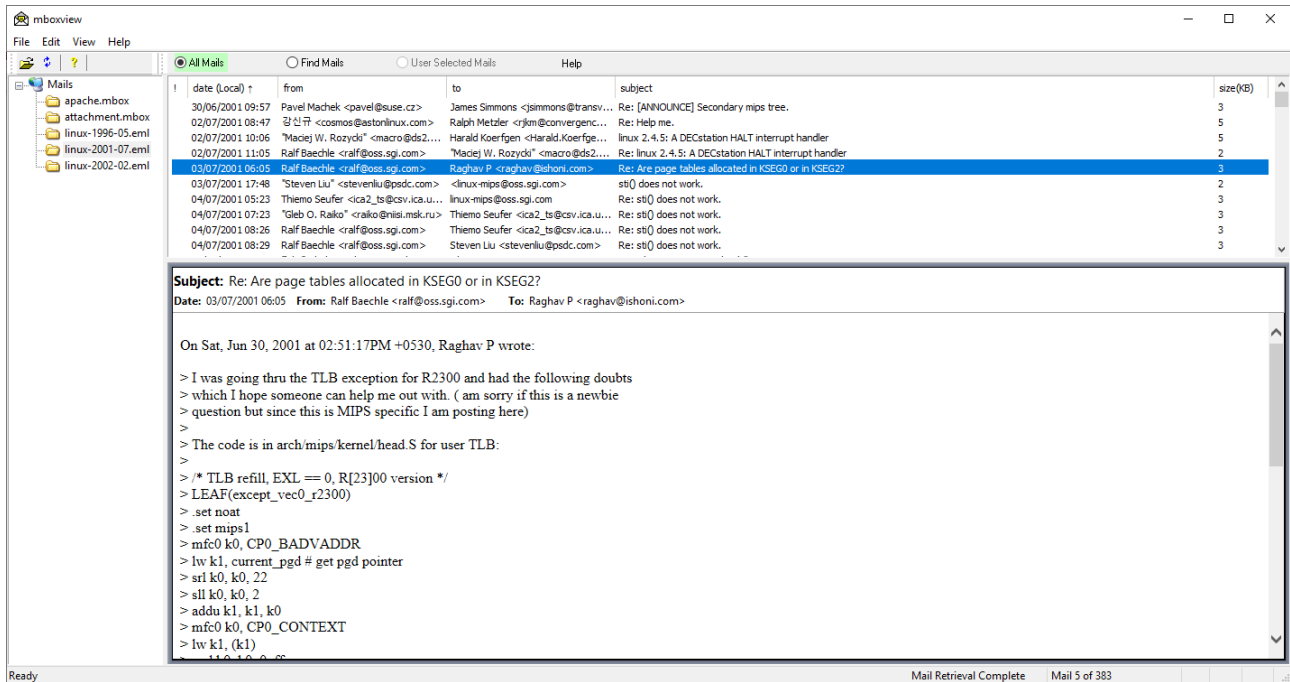 mboxview
File Edit View Help
? All Mails Find Mails User Selected Mails Help
Mails
apache.mbox
attachment.mbox
linux-1996-05.eml
linux-2001-07.eml
linux-2002-02.eml
! date (Local) ↑ from to subject size(KB)
30/06/2001 09:57 Pavel Machek <pavel@suse.cz> James Simmons <jsimmons@transv... Re: [ANNOUNCE] Secondary mips tree. 3
02/07/2001 08:47 강신규 <cosmos@astonlinux.com> Ralph Metzler <rjkm@convergenc... Re: Help me. 5
02/07/2001 10:06 "Maciej W. Rozycki" <macro@ds2.... Harald Koerfgen <Harald.Koerfge... linux 2.4.5: A DECstation HALT interrupt handler 5
02/07/2001 11:05 Ralf Baechle <ralf@oss.sgi.com> "Maciej W. Rozycki" <macro@ds2.... Re: linux 2.4.5: A DECstation HALT interrupt handler 2
03/07/2001 06:05 Ralf Baechle <ralf@oss.sgi.com> Raghav P <raghav@ishoni.com> Re: Are page tables allocated in KSEG0 or in KSEG2? 3
03/07/2001 17:48 "Steven Liu" <stevenliu@psdc.com> <linux-mips@oss.sgi.com> sti() does not work. 2
04/07/2001 05:23 Thiemo Seufer <ica2_ts@csv.ica.u... linux-mips@oss.sgi.com Re: sti() does not work. 3
04/07/2001 07:23 "Gleb O. Raiko" <raiko@niisi.msk.ru> Thiemo Seufer <ica2_ts@csv.ica.u... Re: sti() does not work. 3
04/07/2001 08:26 Ralf Baechle <ralf@oss.sgi.com> Thiemo Seufer <ica2_ts@csv.ica.u... Re: sti() does not work. 3
04/07/2001 08:29 Ralf Baechle <ralf@oss.sgi.com> Steven Liu <stevenliu@psdc.com> Re: sti() does not work. 3
Subject: Re: Are page tables allocated in KSEG0 or in KSEG2?
Date: 03/07/2001 06:05 From: Ralf Baechle <ralf@oss.sgi.com> To: Raghav P <raghav@ishoni.com>
On Sat, Jun 30, 2001 at 02:51:17PM +0530, Raghav P wrote:
> I was going thru the TLB exception for R2300 and had the following doubts
> which I hope someone can help me out with. ( am sorry if this is a newbie
> question but since this is MIPS specific I am posting here)
>
> The code is in arch/mips/kernel/head.S for user TLB:
>
> /* TLB refill, EXL == 0, R[23]00 version */
> LEAF(except_vec0_r2300)
> .set noat
> .set mips1
> mfc0 k0, CP0_BADVADDR
> lw k1, current_pgd # get pgd pointer
> srl k0, k0, 22
> sll k0, k0, 2
> addu k1, k1, k0
> mfc0 k0, CP0_CONTEXT
> lw k1, (k1)
Ready Mail Retrieval Complete Mail 5 of 383